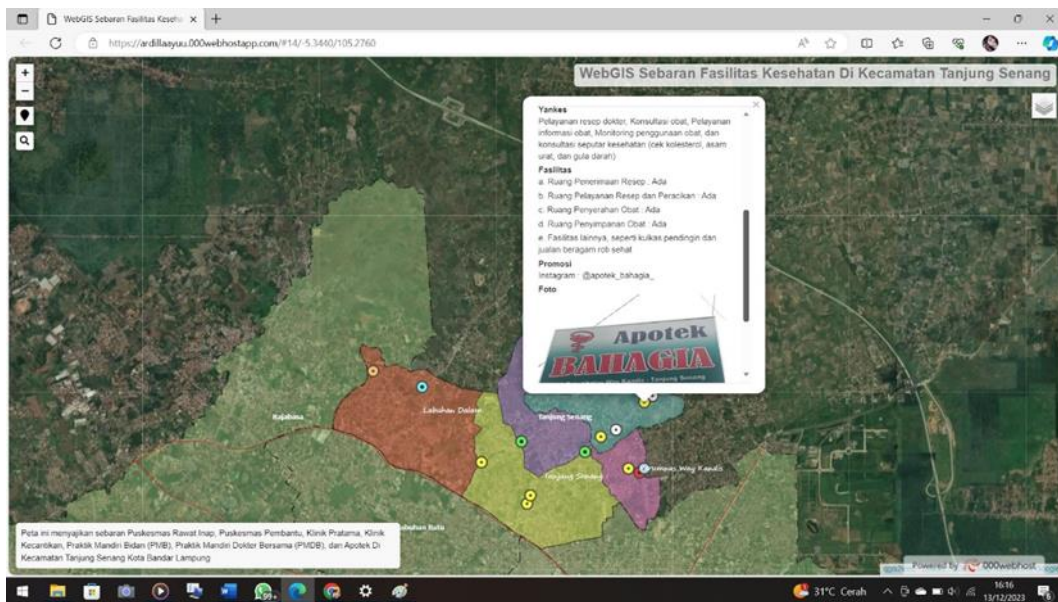 WebGIS Sebaran Fasilitas Keseha
https://ardillaayuu.000webhostapp.com/#14/-5.3440/105.2760
WebGIS Sebaran Fasilitas Kesehatan Di Kecamatan Tanjung Senang
Yankes
Pelayanan resep dokter, Konsultasi obat, Pelayanan
informasi obat, Monitoring penggunaan obat, dan
konsultasi seputar kesehatan (cek kolesterol, asam
urat, dan gula darah)
Fasilitas
a. Ruang Penerimaan Resep : Ada
b. Ruang Pelayanan Resep dan Peracikan : Ada
c. Ruang Penyerahan Obat : Ada
d. Ruang Penyimpanan Obat : Ada
e. Fasilitas lainnya, seperti kulkas pendingin dan
jualan beragam roti sehat
Promosi
Instagram : @apotek_bahagia_
Foto
Apotek
BAHAGIA
Way Kandis - Tanjung Senang
Rajabasa
Labuhan Dalam
Tanjung Senang
Tanjung Senang
Way Kandis
Peta ini menyajikan sebaran Puskesmas Rawat Inap, Puskesmas Pembantu, Klinik Pratama, Klinik
Kecantikan, Praktik Mandiri Bidan (PMB), Praktik Mandiri Dokter Bersama (PMDB), dan Apotek Di
Kecamatan Tanjung Senang Kota Bandar Lampung
Powered by 000webhost
99+
31°C Cerah
16:16
13/12/2023